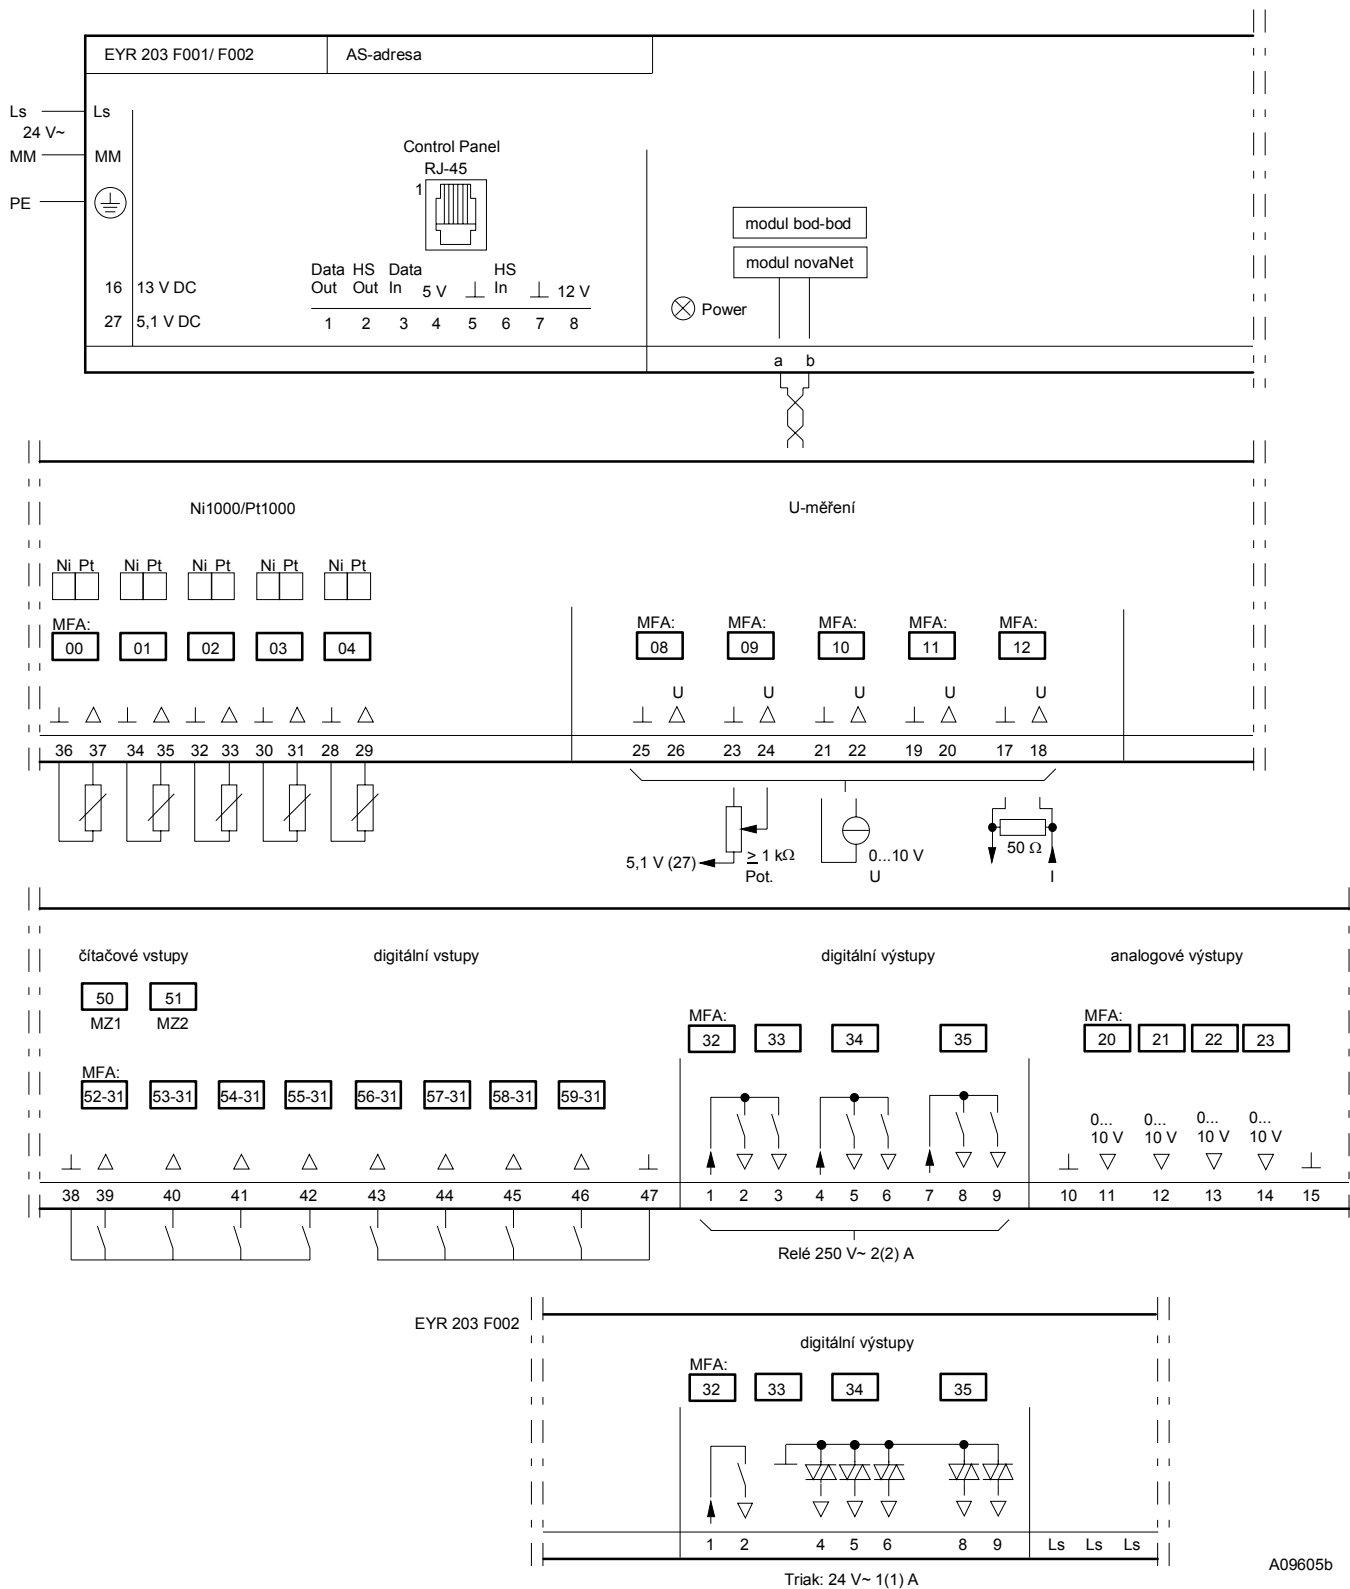 EYR 203 F001/ F002 AS-adresa
Ls Ls
24 V~
MM MM
PE
Control Panel
RJ-45
1
modul bod-bod
modul novaNet
Data HS Data HS
Out Out In 5 V In 12 V
16 13 V DC
27 5,1 V DC
1 2 3 4 5 6 7 8
Power
a b
Ni1000/Pt1000 U-měření
Ni Pt Ni Pt Ni Pt Ni Pt Ni Pt
MFA: MFA: MFA: MFA: MFA: MFA:
00 01 02 03 04 08 09 10 11 12
U U U U U
36 37 34 35 32 33 30 31 28 29 25 26 23 24 21 22 19 20 17 18
5,1 V (27) ≥ 1 kΩ 0...10 V 50 Ω
Pot. U I
čítačové vstupy digitální vstupy digitální výstupy analogové výstupy
50 51
MZ1 MZ2
MFA: MFA:
32 33 34 35 20 21 22 23
MFA:
52-31 53-31 54-31 55-31 56-31 57-31 58-31 59-31
0... 0... 0... 0...
10 V 10 V 10 V 10 V
38 39 40 41 42 43 44 45 46 47 1 2 3 4 5 6 7 8 9 10 11 12 13 14 15
Relé 250 V~ 2(2) A
EYR 203 F002
digitální výstupy
MFA:
32 33 34 35
1 2 4 5 6 8 9 Ls Ls Ls
Triak: 24 V~ 1(1) A
A09605b